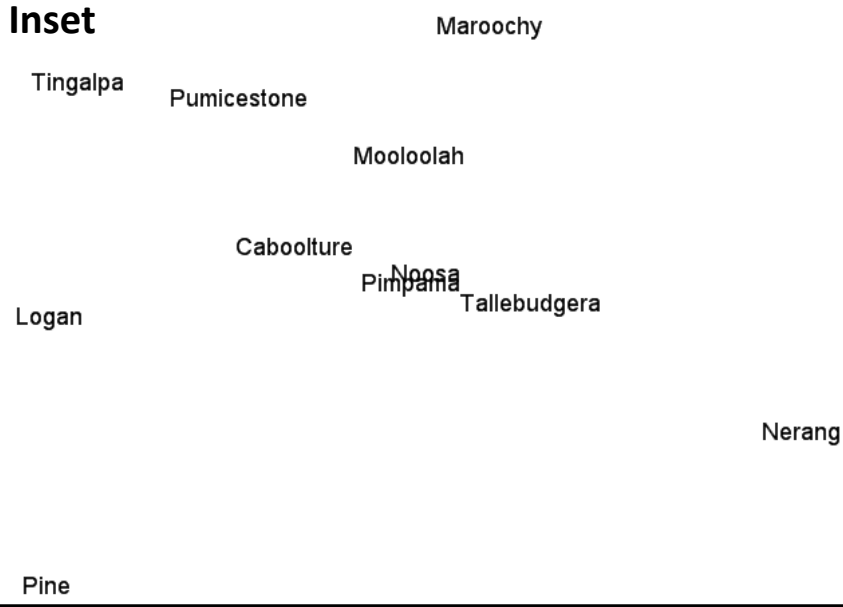 Inset
Maroochy
Tingalpa
Pumicestone
Mooloolah
Caboolture
Noosa
Pimpama
Tallebudgera
Logan
Nerang
Pine